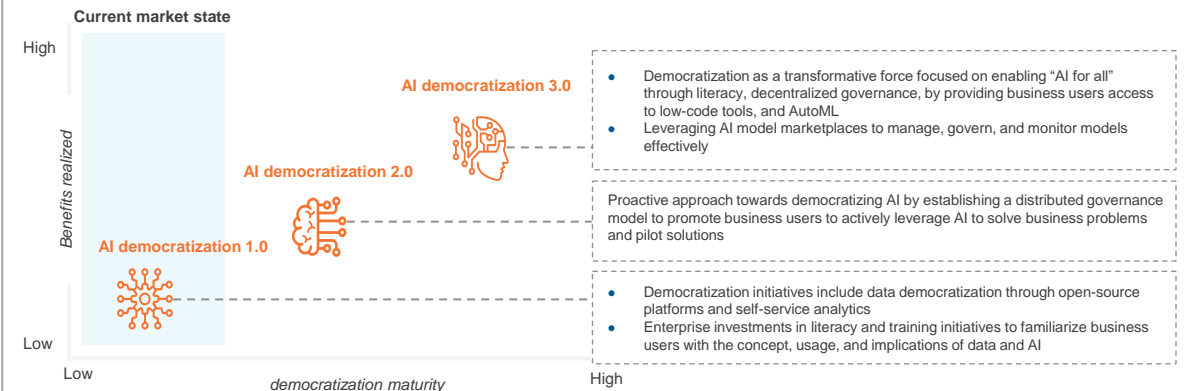 Current market state
High
AI democratization 3.0
● Democratization as a transformative force focused on enabling “AI for all”
through literacy, decentralized governance, by providing business users access
to low-code tools, and AutoML
● Leveraging AI model marketplaces to manage, govern, and monitor models
effectively
AI democratization 2.0
Benefits realized
Proactive approach towards democratizing AI by establishing a distributed governance
model to promote business users to actively leverage AI to solve business problems
and pilot solutions
AI democratization 1.0
● Democratization initiatives include data democratization through open-source
platforms and self-service analytics
● Enterprise investments in literacy and training initiatives to familiarize business
users with the concept, usage, and implications of data and AI
Low
Low
democratization maturity
High